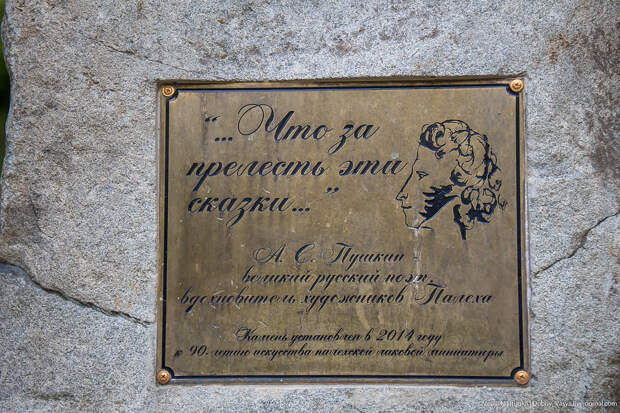 “...Что за
прелесть эти
сказки...”
А. С. Пушкин
великий русский поэт,
вдохновитель художников Палеха
Камень установлен в 2014 году
к 90-летию искусства палехской лаковой миниатюры